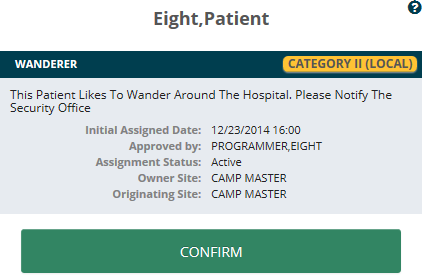 ?
Eight,Patient
WANDERER CATEGORY II (LOCAL)
This Patient Likes To Wander Around The Hospital. Please Notify The
Security Office
Initial Assigned Date: 12/23/2014 16:00
Approved by: PROGRAMMER,EIGHT
Assignment Status: Active
Owner Site: CAMP MASTER
Originating Site: CAMP MASTER
CONFIRM